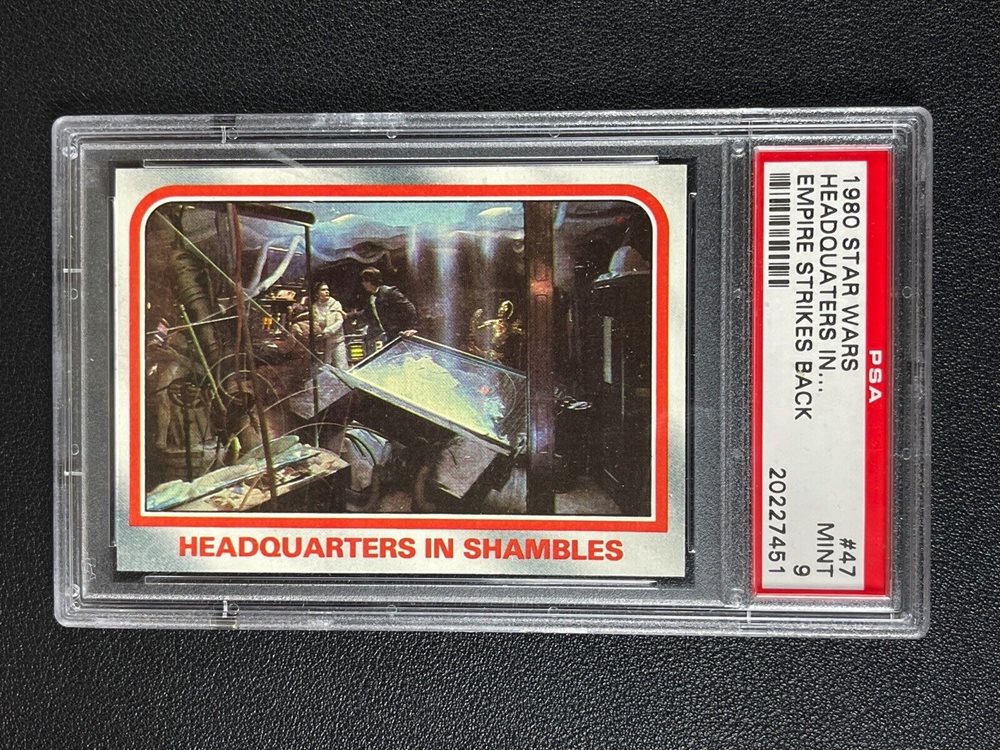 HEADQUARTERS IN SHAMBLES
PSA
1980 STAR WARS
HEADQUATERS IN...
EMPIRE STRIKES BACK
#47
MINT
9
20227451